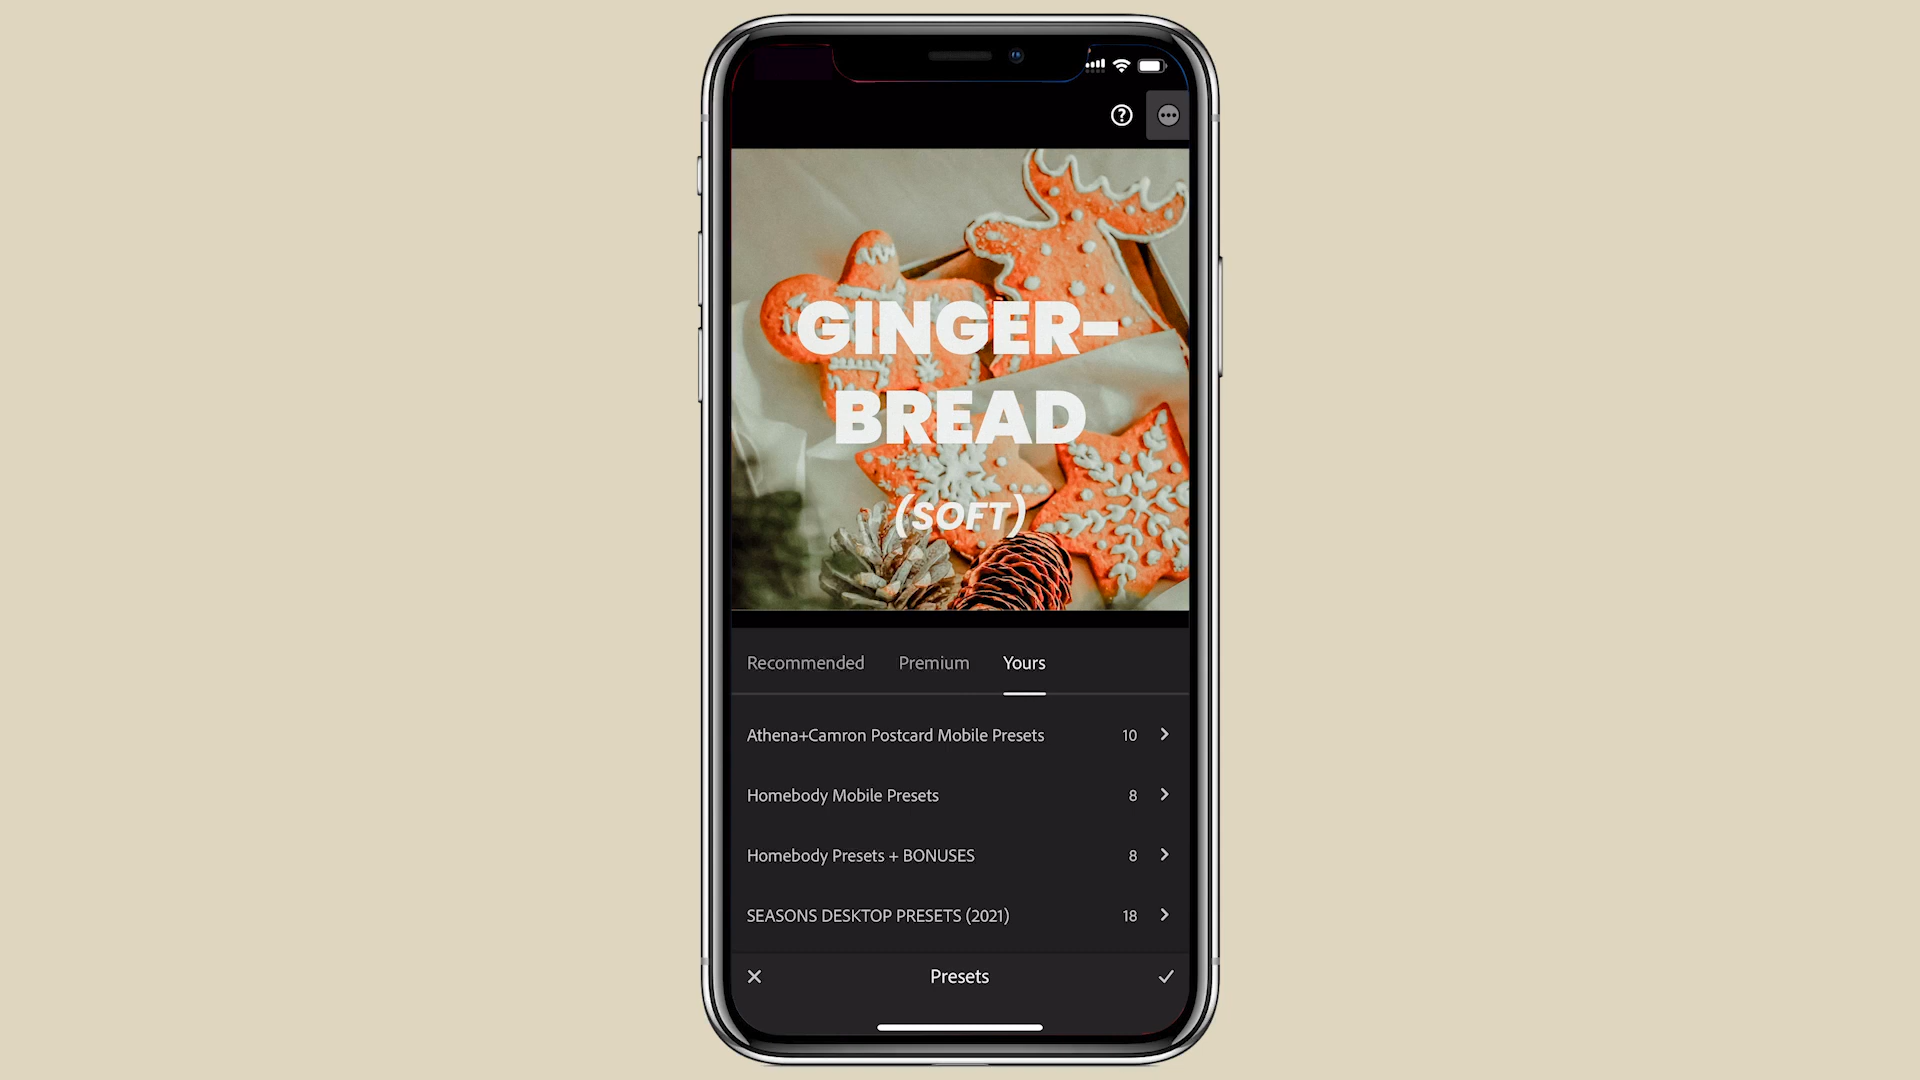 GINGER-
BREAD
(SOFT)
Recommended Premium Yours
Athena+Camron Postcard Mobile Presets 10
Homebody Mobile Presets 8
Homebody Presets + BONUSES 8
SEASONS DESKTOP PRESETS (2021) 18
Presets